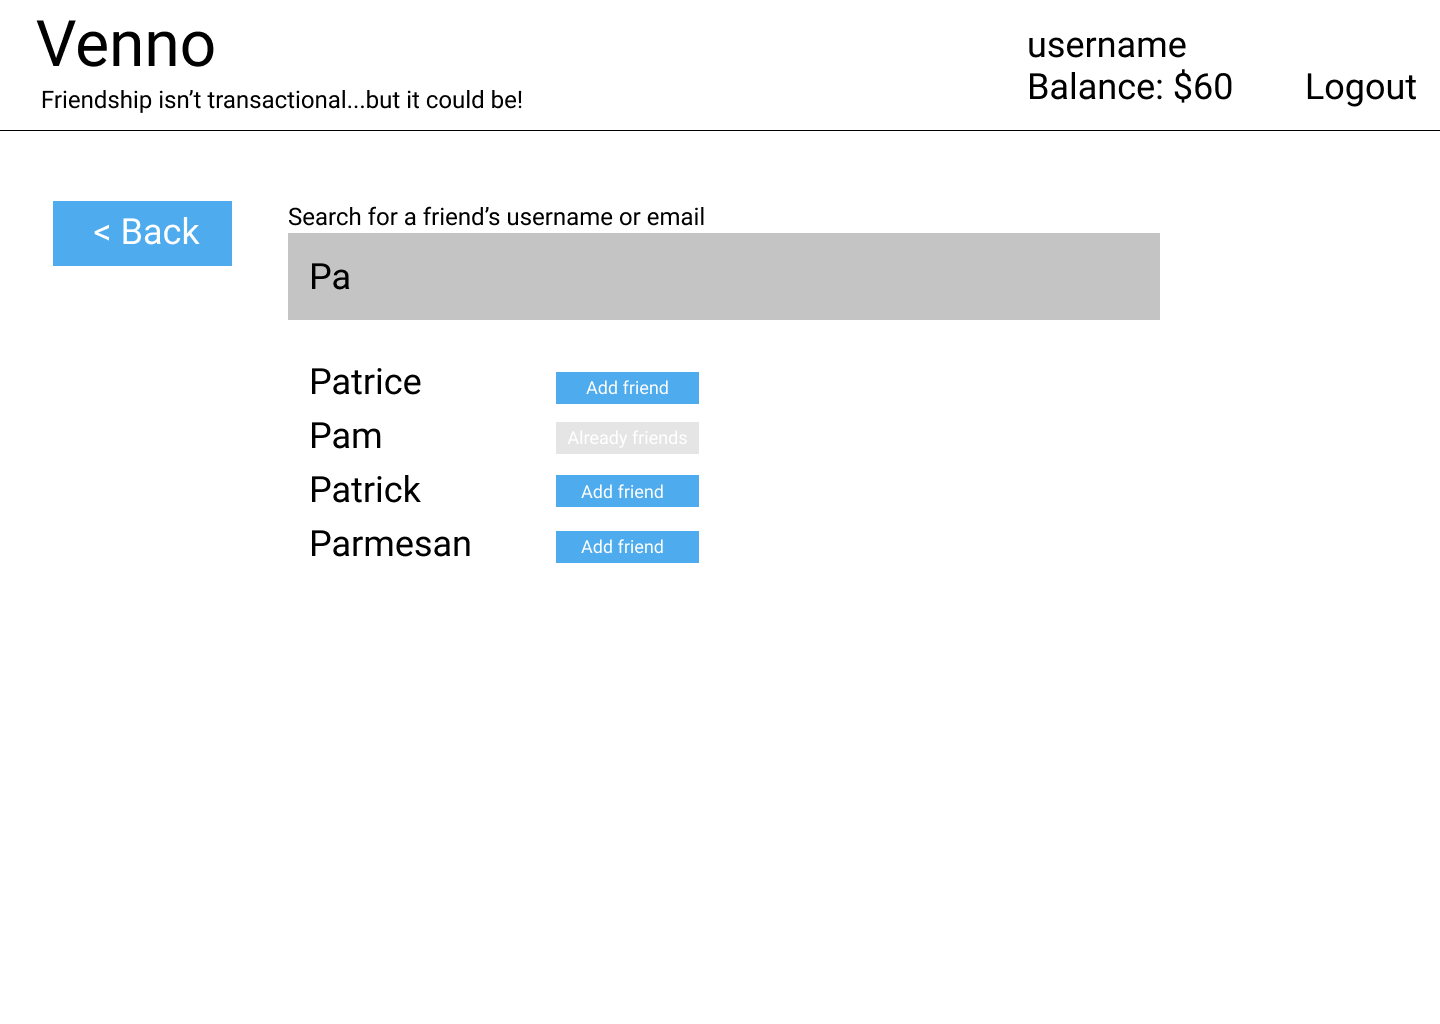 Venno
Friendship isn’t transactional...but it could be!
username
Balance: $60
Logout
< Back
Search for a friend’s username or email
Pa
Patrice
Add friend
Pam
Already friends
Patrick
Add friend
Parmesan
Add friend